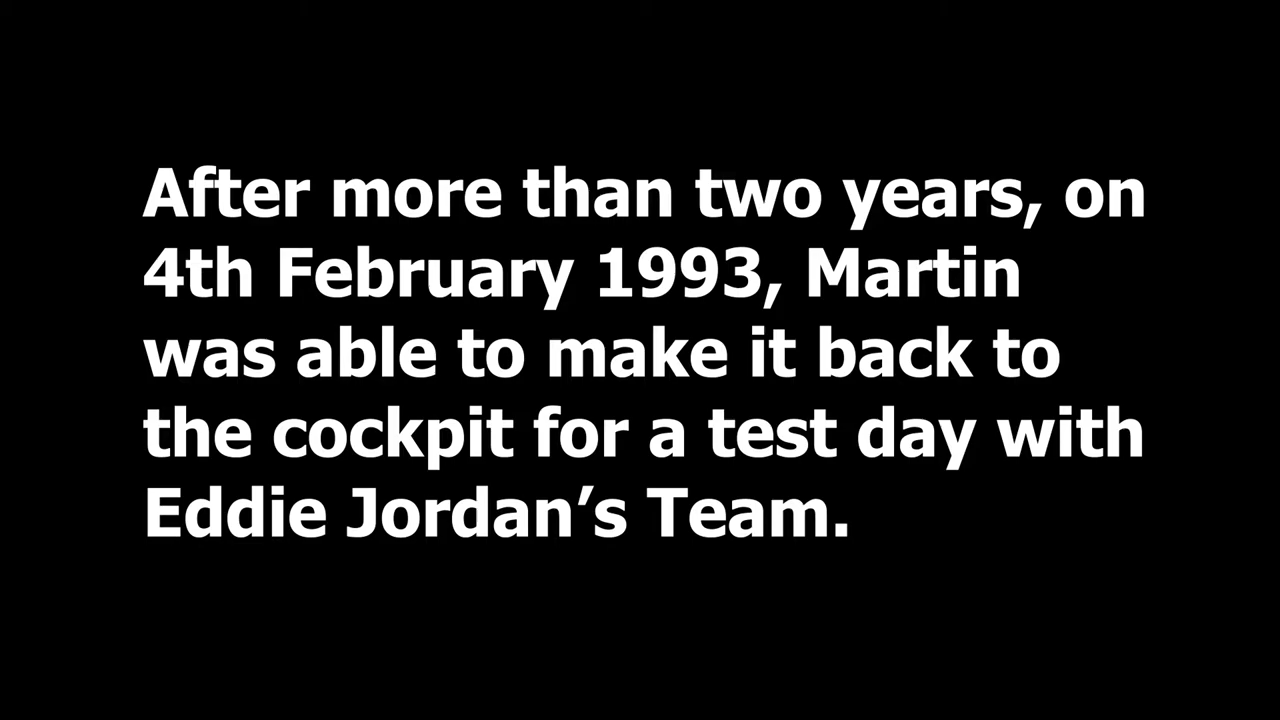 After more than two years, on
4th February 1993, Martin
was able to make it back to
the cockpit for a test day with
Eddie Jordan’s Team.